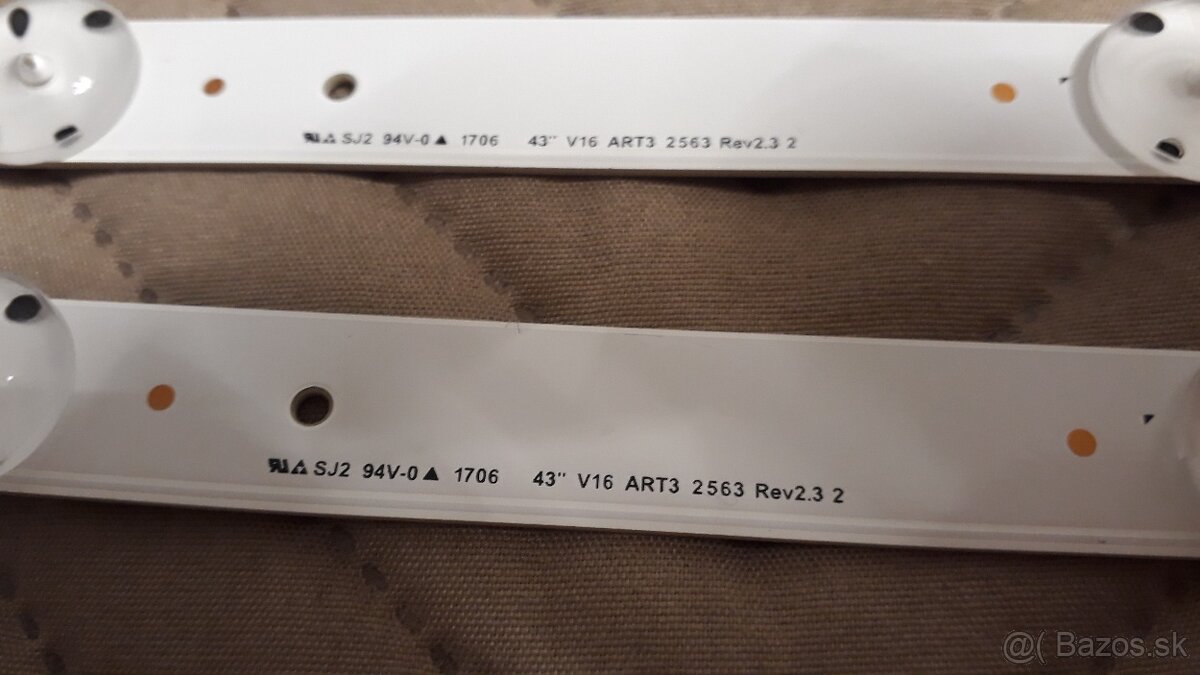 SJ2 94V-0▲ 1706 43" V16 ART3 2563 Rev2.3 2
SJ2 94V-0▲ 1706 43" V16 ART3 2563 Rev2.3 2
@( Bazos.sk